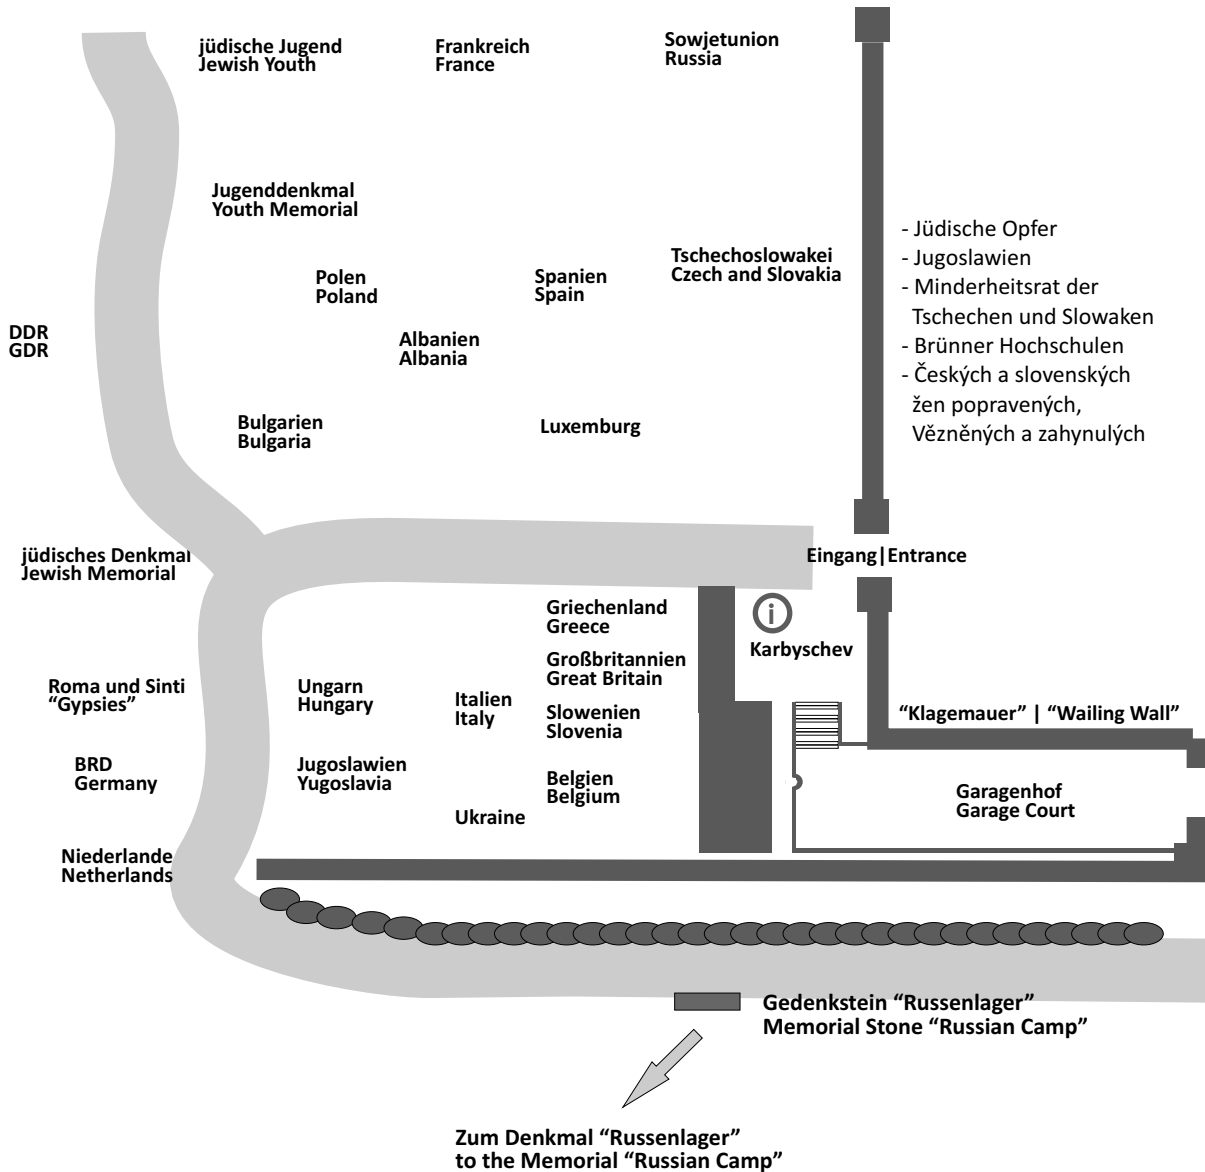 jüdische Jugend
Jewish Youth
Frankreich
France
Sowjetunion
Russia
Jugenddenkmal
Youth Memorial
Polen
Poland
Spanien
Spain
Tschechoslowakei
Czech and Slovakia
- Jüdische Opfer
- Jugoslawien
- Minderheitsrat der
Tschechen und Slowaken
- Brünner Hochschulen
- Českých a slovenských
žen popravených,
Vězněných a zahynulých
DDR
GDR
Albanien
Albania
Bulgarien
Bulgaria
Luxemburg
jüdisches Denkmal
Jewish Memorial
Eingang|Entrance
Griechenland
Greece
i
Karbyschev
Großbritannien
Great Britain
Roma und Sinti
“Gypsies”
Ungarn
Hungary
Italien
Italy
Slowenien
Slovenia
“Klagemauer” | “Wailing Wall”
BRD
Germany
Jugoslawien
Yugoslavia
Belgien
Belgium
Garagenhof
Garage Court
Ukraine
Niederlande
Netherlands
Gedenkstein “Russenlager”
Memorial Stone “Russian Camp”
Zum Denkmal “Russenlager”
to the Memorial “Russian Camp”